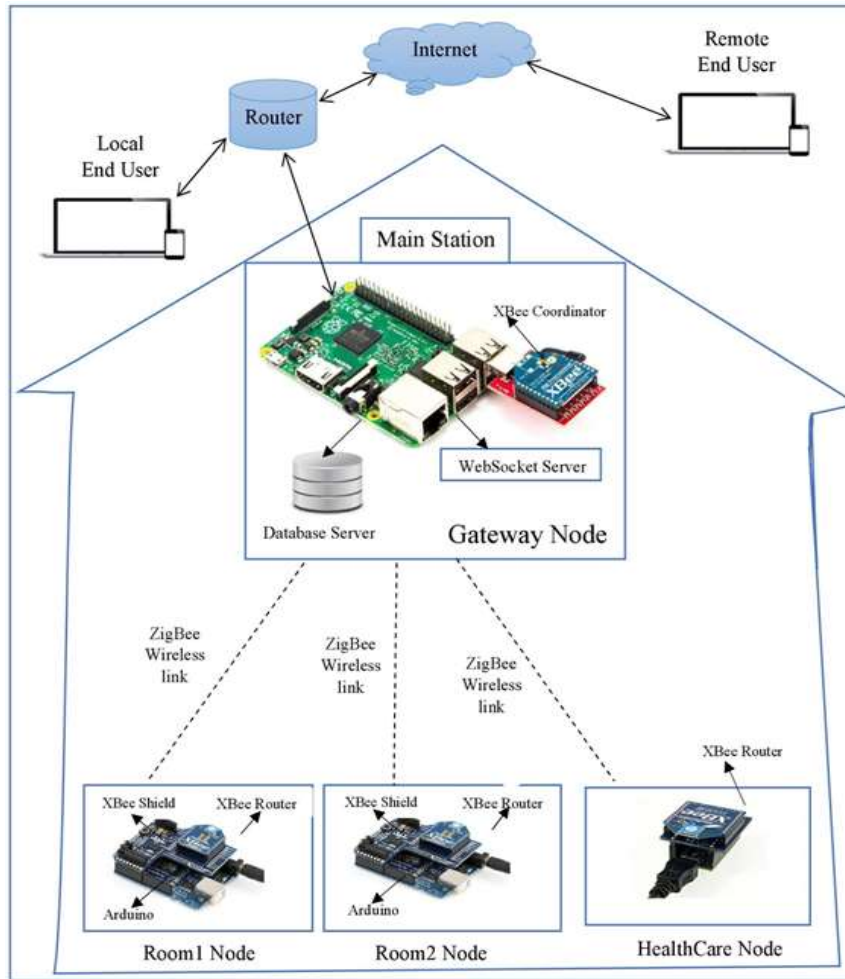 Internet
Remote
End User
Router
Local
End User
Main Station
XBee Coordinator
XBee
WebSocket Server
Database Server
Gateway Node
ZigBee
Wireless
link
ZigBee
Wireless
link
ZigBee
Wireless
link
XBee Router
XBee Shield
XBee Router
XBee Shield
XBee Router
XBee
Arduino
Arduino
Room1 Node
Room2 Node
HealthCare Node